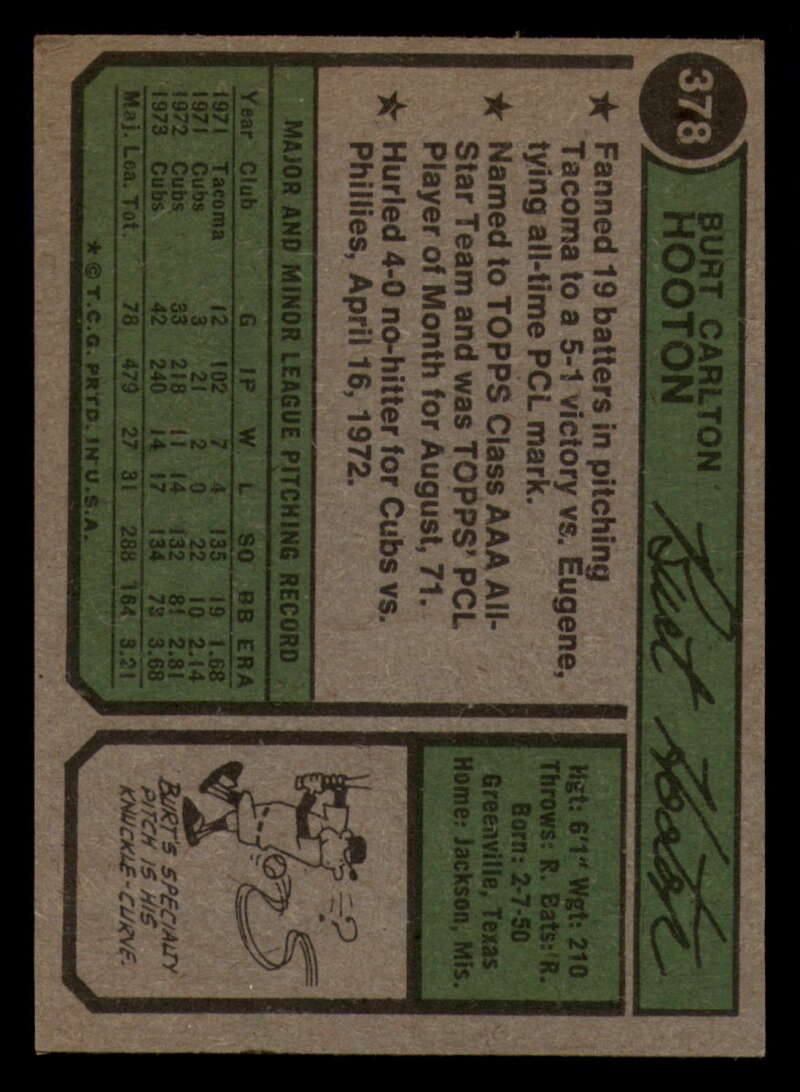 378
BURT CARLTON
HOOTON
Burt Hooton
★ Fanned 19 batters in pitching
Tacoma to a 5-1 victory vs. Eugene,
tying all-time PCL mark.
★ Named to TOPPS Class AAA All-
Star Team and was TOPPS' PCL
Player of Month for August, 71.
★ Hurled 4-0 no-hitter for Cubs vs.
Phillies, April 16, 1972.
MAJOR AND MINOR LEAGUE PITCHING RECORD
Year Club G IP W L SO BB ERA
1971 Tacoma 12 102 7 4 135 19 1.68
1971 Cubs 3 21 2 0 22 10 2.14
1972 Cubs 33 218 11 14 132 81 2.81
1973 Cubs 42 240 14 17 134 73 3.68
Maj. Lea. Tot. 78 479 27 31 288 164 3.21
* © T.C.G. PRTD. IN U.S.A.
Hgt: 6'1" Wgt: 210
Throws: R. Bats: R.
Born: 2-7-50
Greenville, Texas
Home: Jackson, Mis.
?
BURT'S SPECIALTY
PITCH IS HIS
KNUCKLE-CURVE.